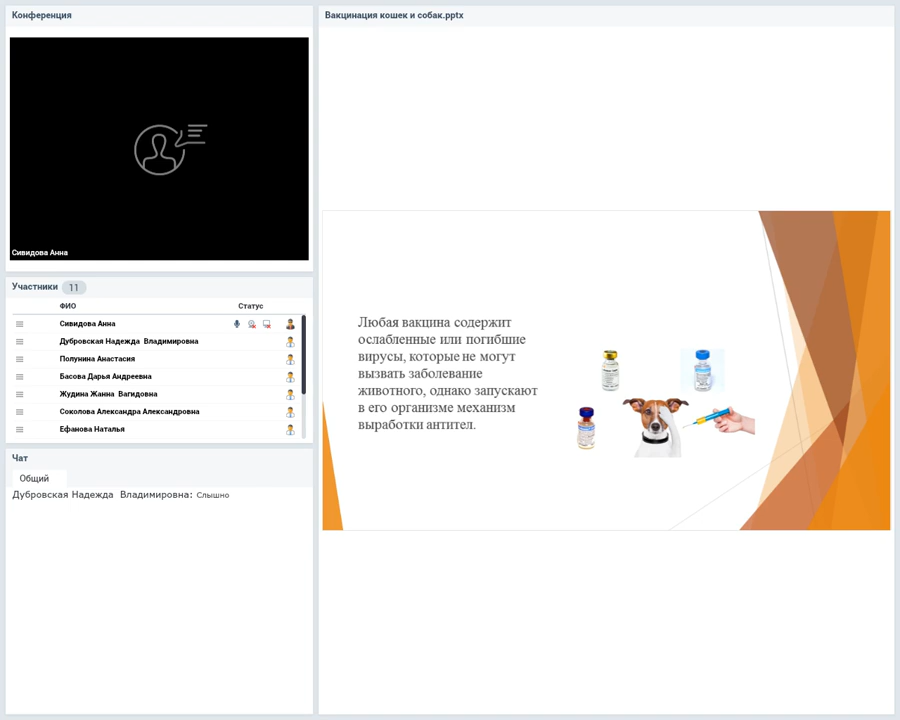 Конференция
Сивидова Анна
Участники 11
ФИО Статус
Сивидова Анна
Дубровская Надежда Владимировна
Полунина Анастасия
Басова Дарья Андреевна
Жудина Жанна Вагидовна
Соколова Александра Александровна
Ефанова Наталья
Чат
Общий
Дубровская Надежда Владимировна: Слышно
Вакцинация кошек и собак.pptx
Любая вакцина содержит
ослабленные или погибшие
вирусы, которые не могут
вызвать заболевание
животного, однако запускают
в его организме механизм
выработки антител.